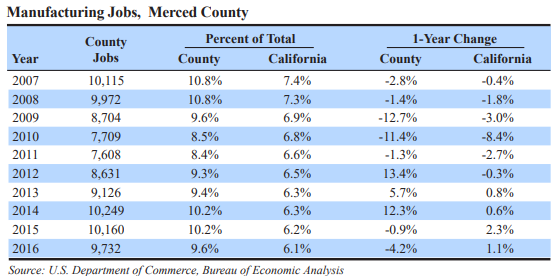 Manufacturing Jobs, Merced County
County Percent of Total 1-Year Change
Year Jobs County California County California
2007 10,115 10.8% 7.4% -2.8% -0.4%
2008 9,972 10.8% 7.3% -1.4% -1.8%
2009 8,704 9.6% 6.9% -12.7% -3.0%
2010 7,709 8.5% 6.8% -11.4% -8.4%
2011 7,608 8.4% 6.6% -1.3% -2.7%
2012 8,631 9.3% 6.5% 13.4% -0.3%
2013 9,126 9.4% 6.3% 5.7% 0.8%
2014 10,249 10.2% 6.3% 12.3% 0.6%
2015 10,160 10.2% 6.2% -0.9% 2.3%
2016 9,732 9.6% 6.1% -4.2% 1.1%
Source: U.S. Department of Commerce, Bureau of Economic Analysis